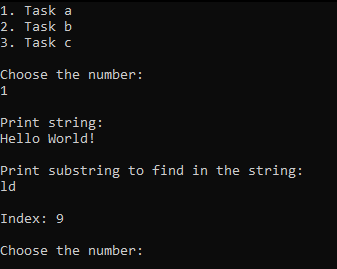 1. Task a
2. Task b
3. Task c
Choose the number:
1
Print string:
Hello World!
Print substring to find in the string:
ld
Index: 9
Choose the number: